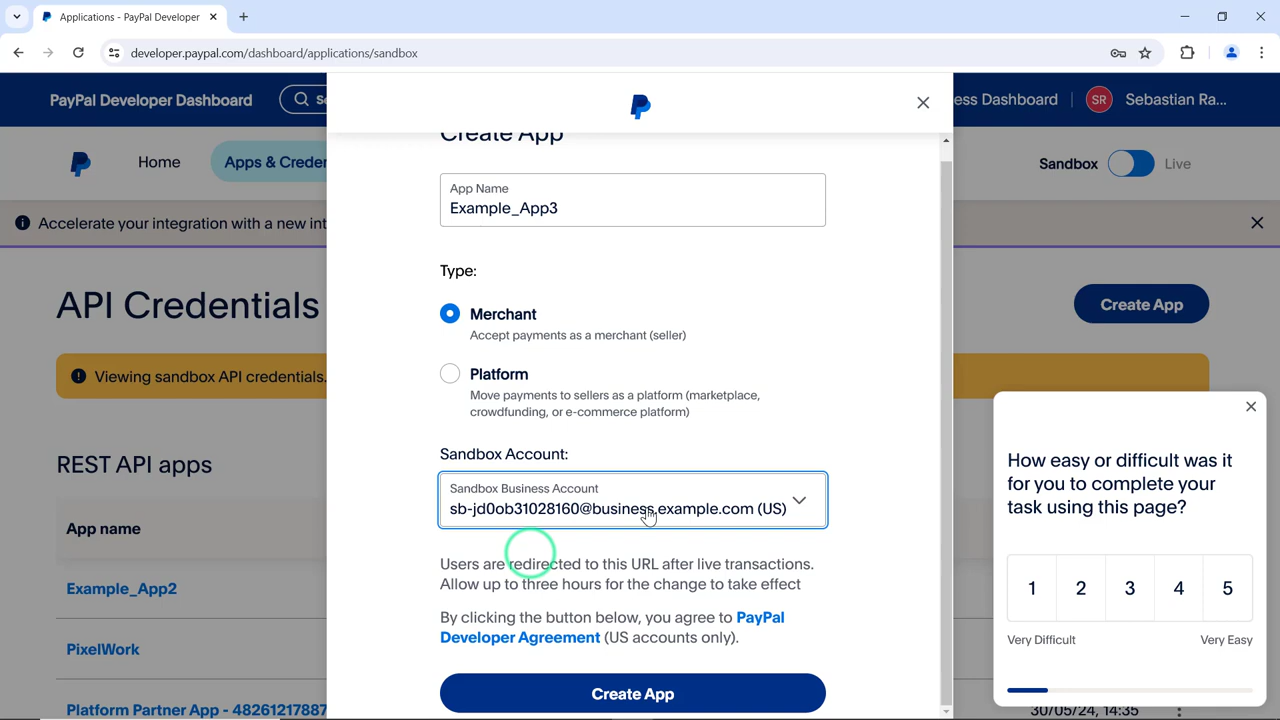 Applications - PayPal Developer
developer.paypal.com/dashboard/applications/sandbox
PayPal Developer Dashboard
ess Dashboard
SR
Sebastian Ra...
Home
Apps & Creden
Sandbox
Live
Accelerate your integration with a new int
API Credentials
Create App
Viewing sandbox API credentials.
REST API apps
App name
Example_App2
PixelWork
Platform Partner App - 48261217887
30/05/24, 14:35
Create App
App Name
Example_App3
Type:
Merchant
Accept payments as a merchant (seller)
Platform
Move payments to sellers as a platform (marketplace,
crowdfunding, or e-commerce platform)
Sandbox Account:
Sandbox Business Account
sb-jd0ob31028160@business.example.com (US)
Users are redirected to this URL after live transactions.
Allow up to three hours for the change to take effect
By clicking the button below, you agree to PayPal
Developer Agreement (US accounts only).
Create App
How easy or difficult was it
for you to complete your
task using this page?
1 2 3 4 5
Very Difficult Very Easy